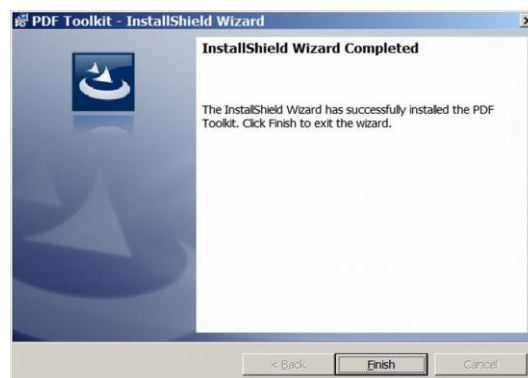 PDF Toolkit - InstallShield Wizard
InstallShield Wizard Completed
The InstallShield Wizard has successfully installed the PDF
Toolkit. Click Finish to exit the wizard.
< Back Finish Cancel